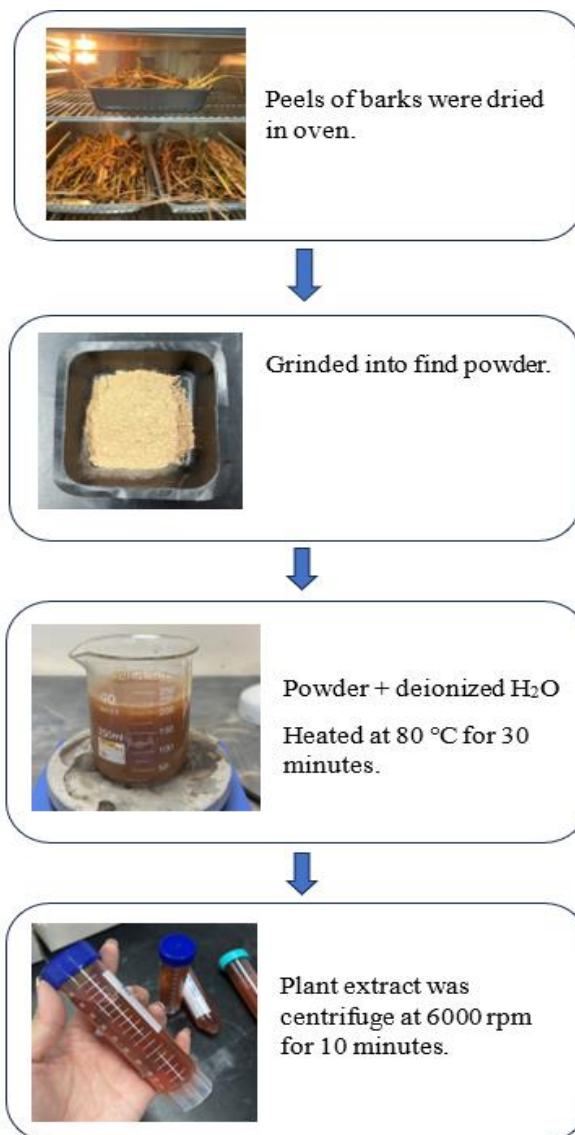 Peels of barks were dried
in oven.
Grinded into find powder.
Powder + deionized H₂O
Heated at 80 °C for 30
minutes.
Plant extract was
centrifuge at 6000 rpm
for 10 minutes.